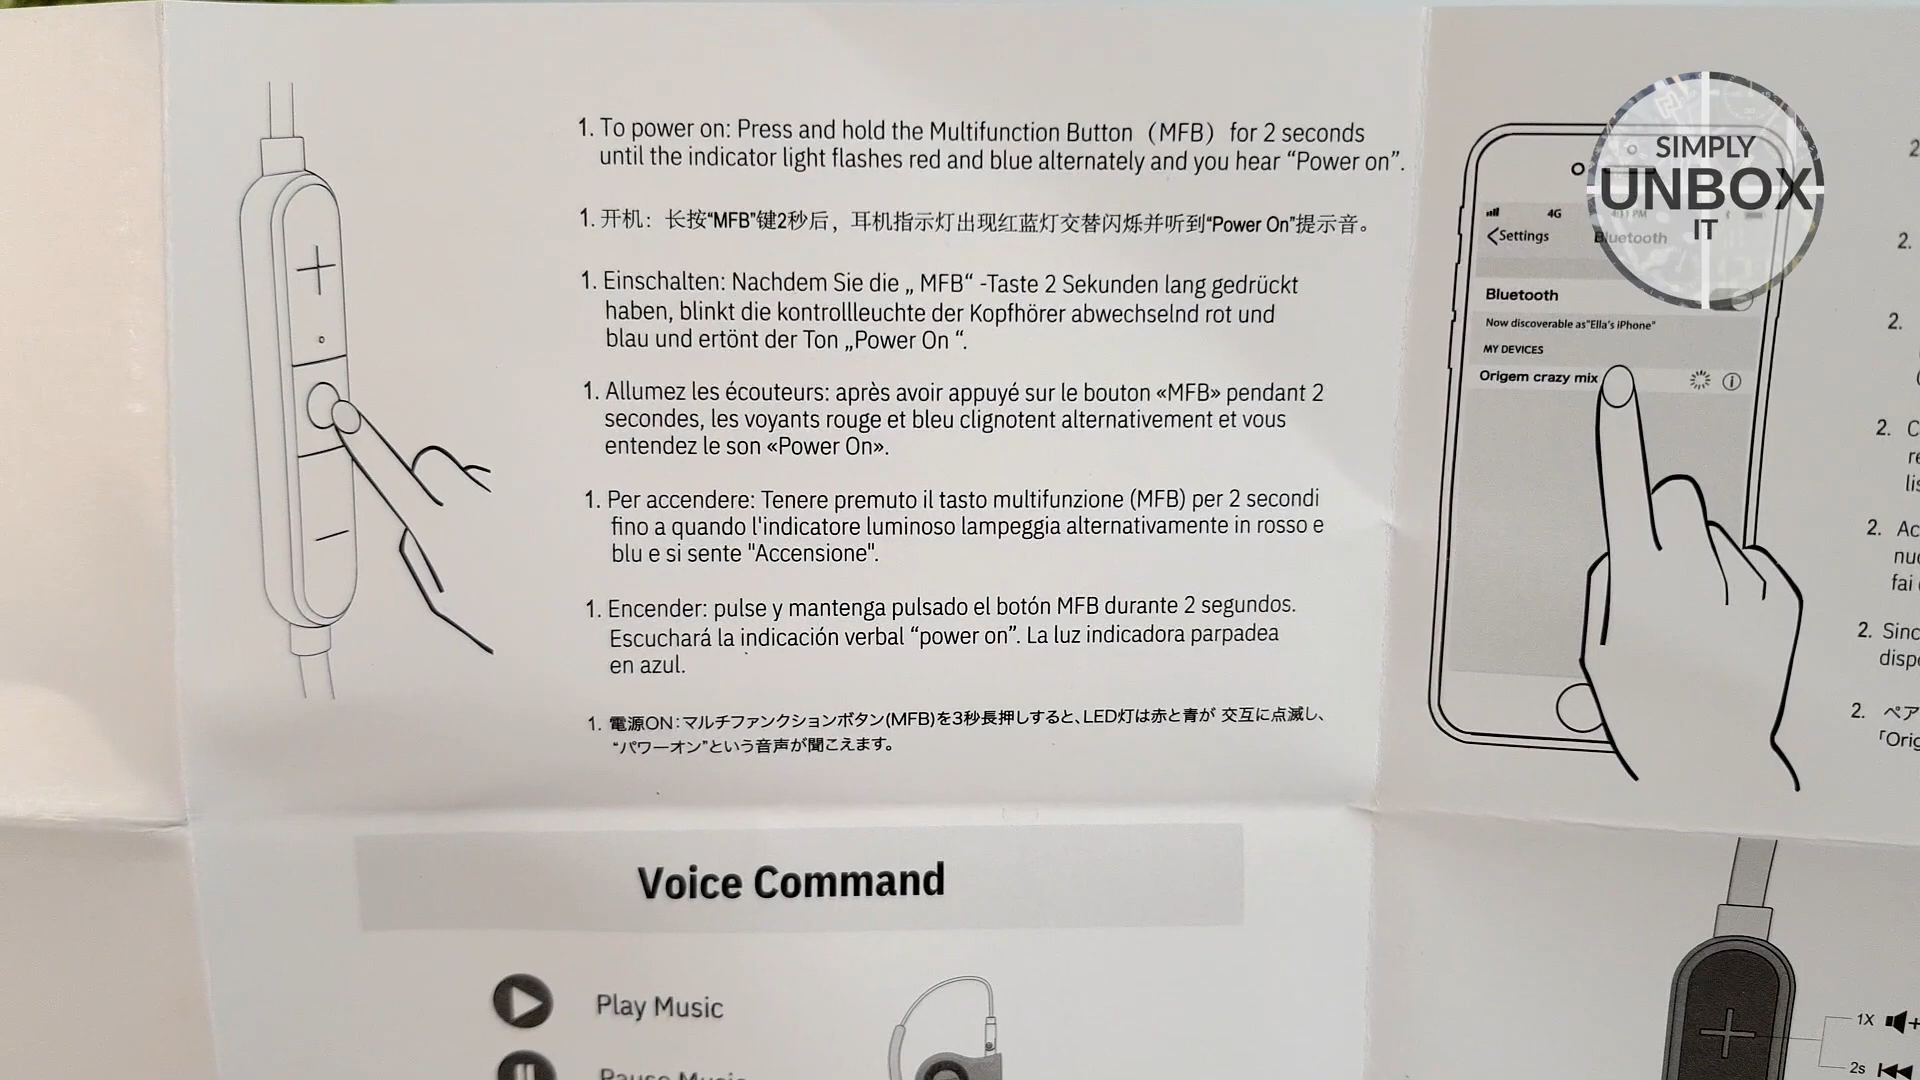 1. To power on: Press and hold the Multifunction Button（MFB）for 2 seconds
until the indicator light flashes red and blue alternately and you hear “Power on”.
1. 开机：长按“MFB”键2秒后，耳机指示灯出现红蓝灯交替闪烁并听到“Power On”提示音。
1. Einschalten: Nachdem Sie die „ MFB“ -Taste 2 Sekunden lang gedrückt
haben, blinkt die kontrollleuchte der Kopfhörer abwechselnd rot und
blau und ertönt der Ton „Power On “.
1. Allumez les écouteurs: après avoir appuyé sur le bouton «MFB» pendant 2
secondes, les voyants rouge et bleu clignotent alternativement et vous
entendez le son «Power On».
1. Per accendere: Tenere premuto il tasto multifunzione (MFB) per 2 secondi
fino a quando l'indicatore luminoso lampeggia alternativamente in rosso e
blu e si sente "Accensione".
1. Encender: pulse y mantenga pulsado el botón MFB durante 2 segundos.
Escuchará la indicación verbal “power on”. La luz indicadora parpadea
en azul.
1. 電源ON：マルチファンクションボタン(MFB)を3秒長押しすると、LED灯は赤と青が 交互に点滅し、
“パワーオン”という音声が聞こえます。
SIMPLY
UNBOX
IT
4G 4:11 PM
Settings Bluetooth
Bluetooth
Now discoverable as"Ella's iPhone"
MY DEVICES
Origem crazy mix
2
2.
2.
2. C
re
lis
2. Ac
nuo
fai
2. Sinc
dispo
2. ペア
「Orig
Voice Command
Play Music
Pause Music
1X
2s